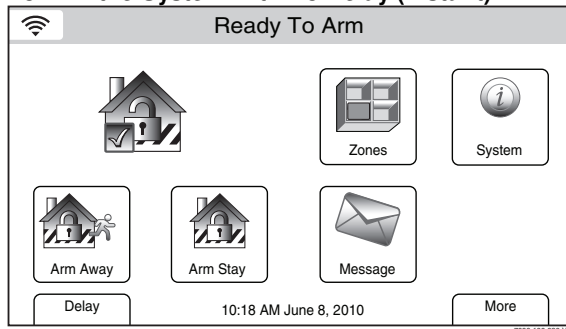 Ready To Arm
Zones
System
Arm Away
Arm Stay
Message
Delay
10:18 AM June 8, 2010
More